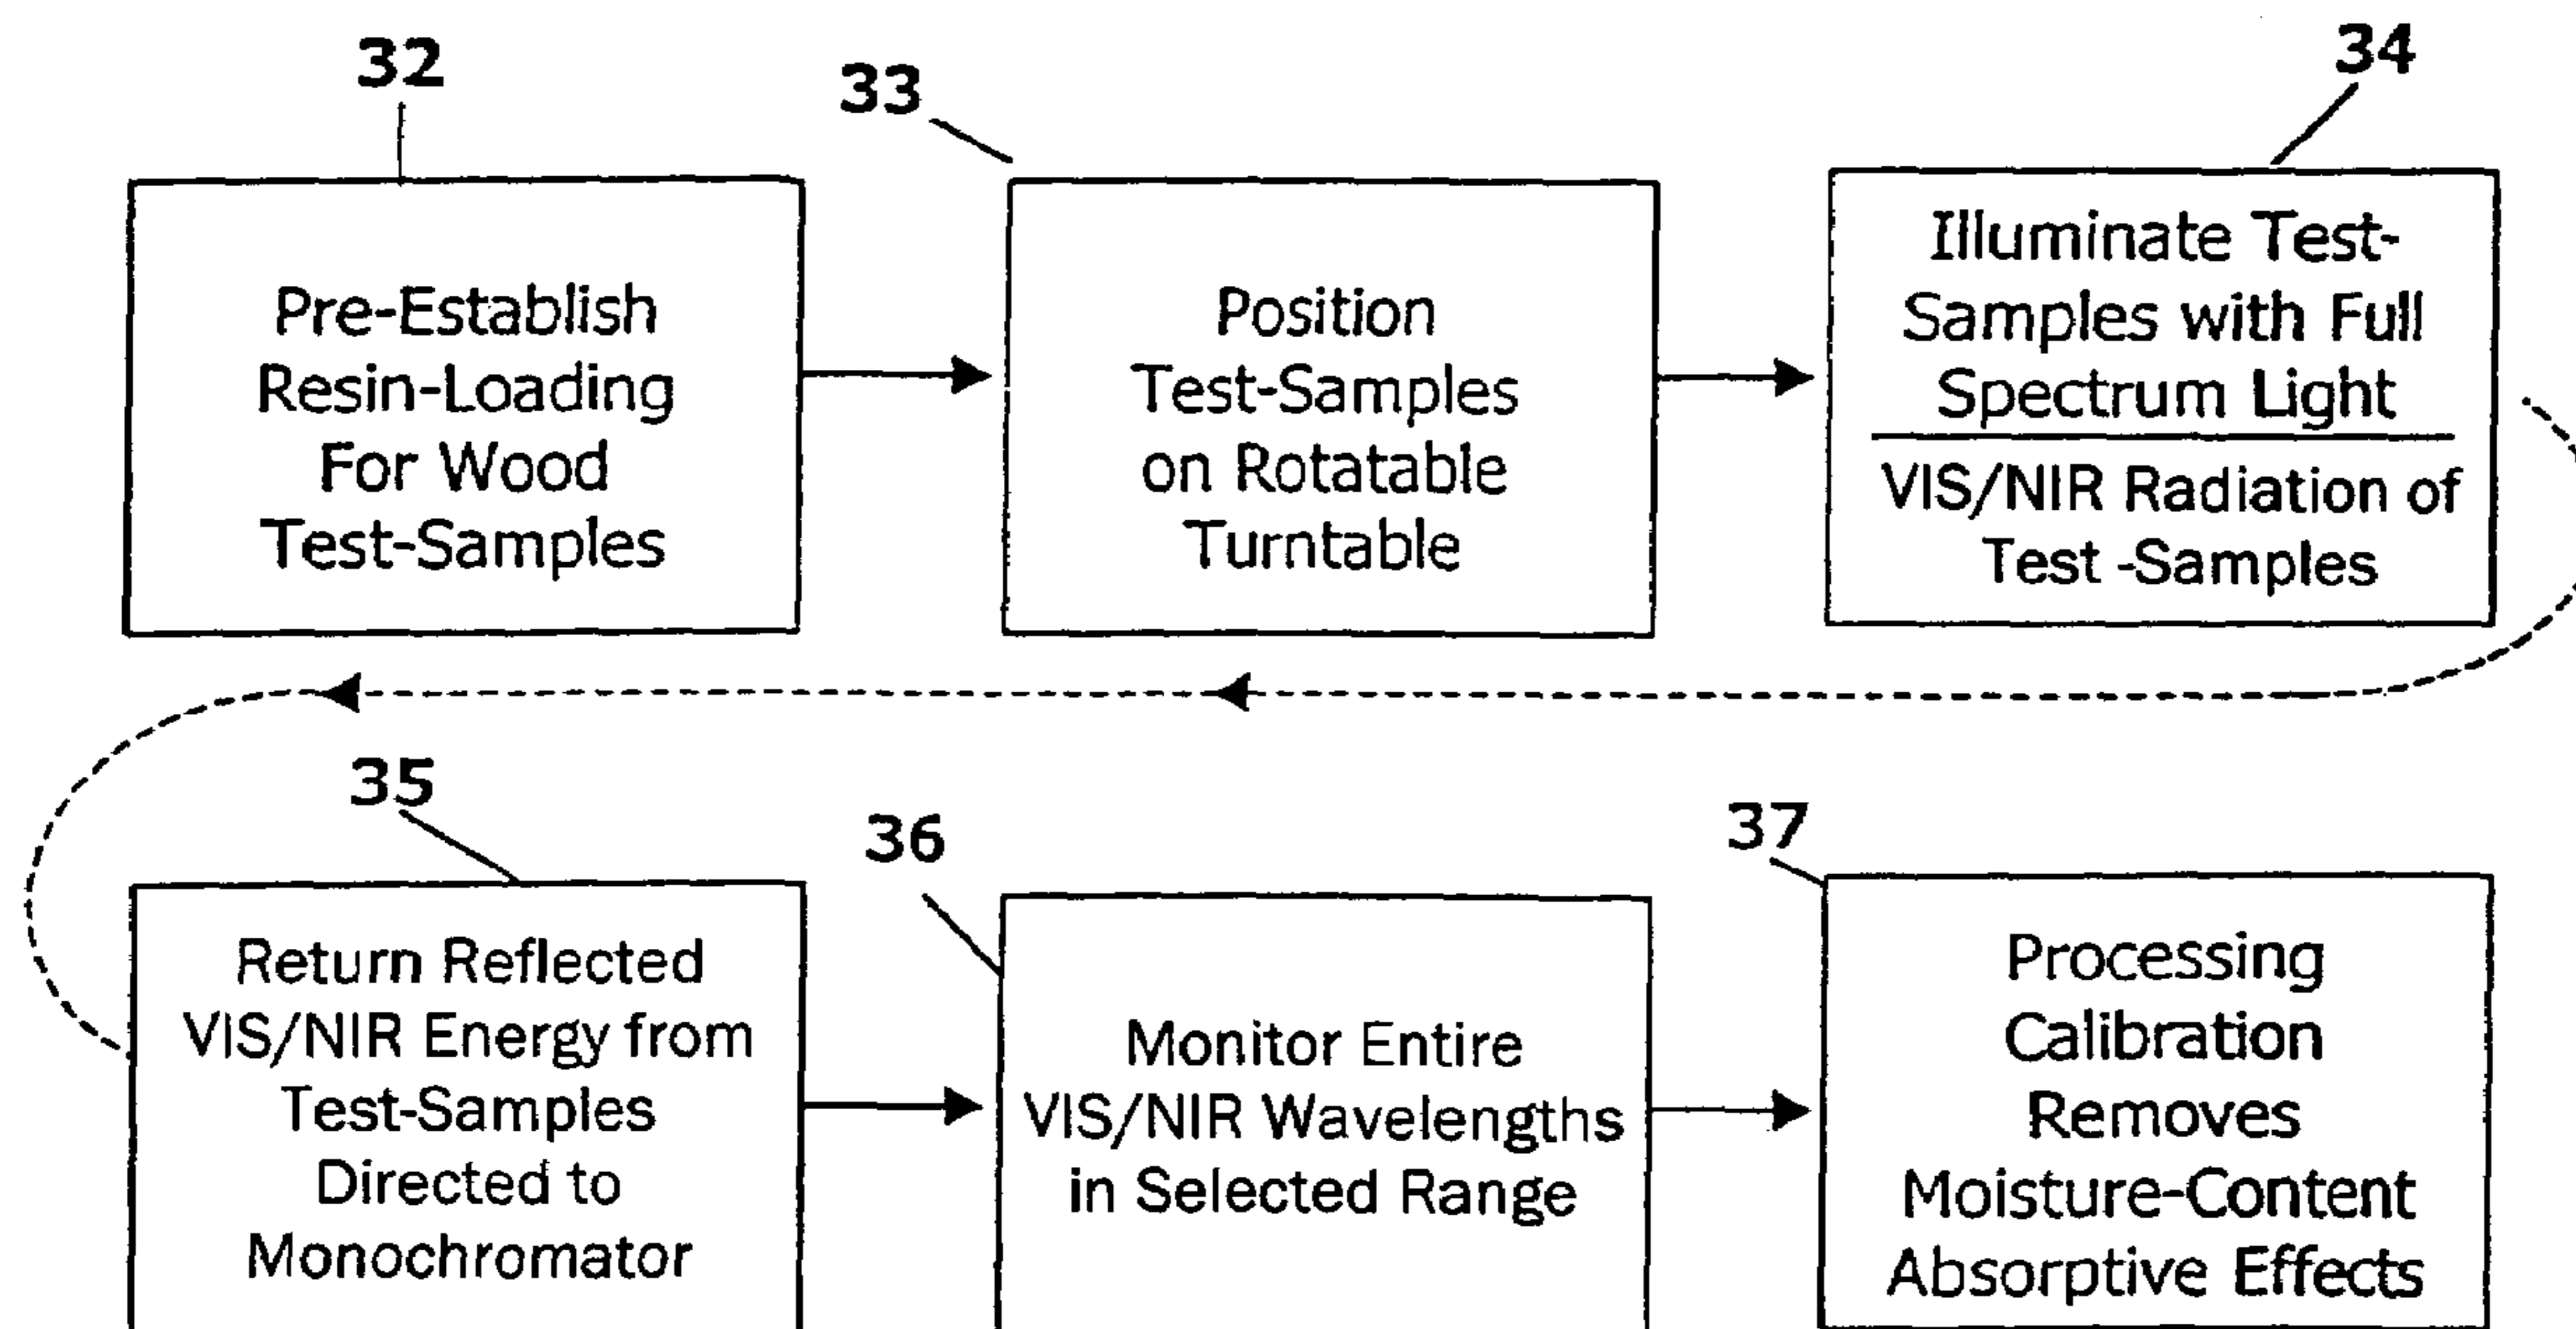 32
Pre-Establish
Resin-Loading
For Wood
Test-Samples
33
Position
Test-Samples
on Rotatable
Turntable
34
Illuminate Test-
Samples with Full
Spectrum Light
VIS/NIR Radiation of
Test -Samples
35
Return Reflected
VIS/NIR Energy from
Test-Samples
Directed to
Monochromator
36
Monitor Entire
VIS/NIR Wavelengths
in Selected Range
37
Processing
Calibration
Removes
Moisture-Content
Absorptive Effects